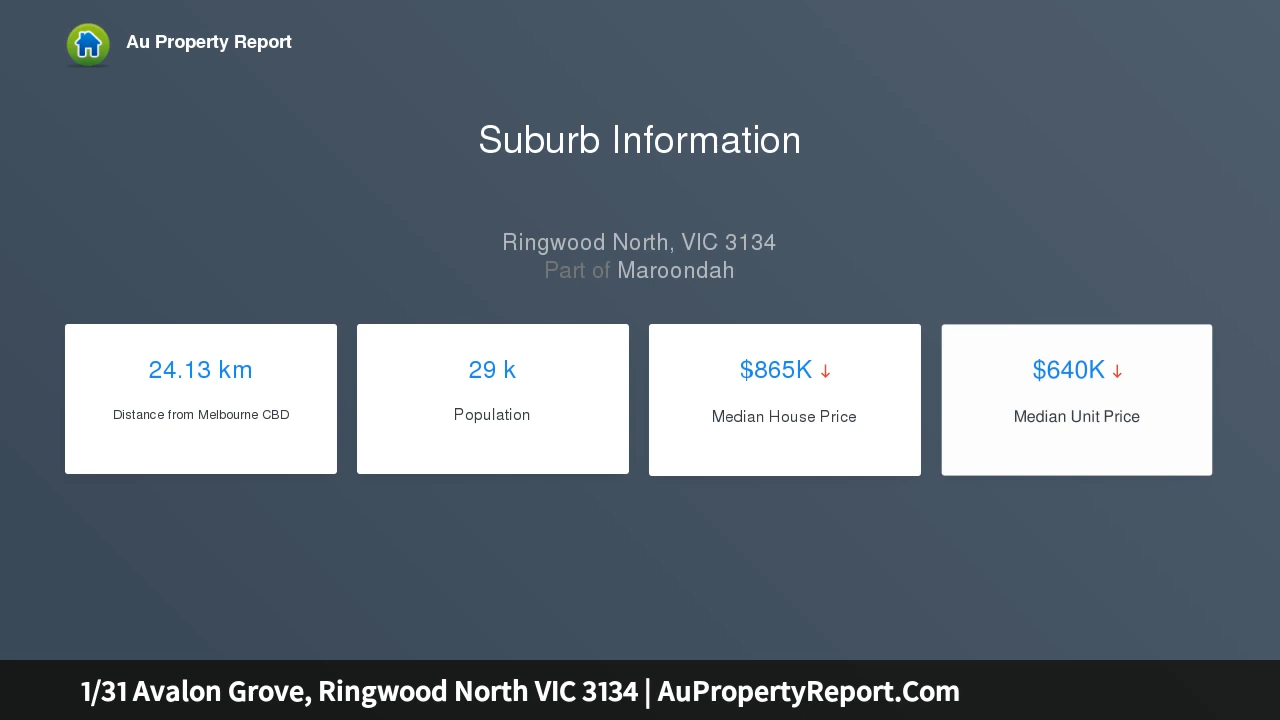 Au Property Report
Suburb Information
Ringwood North, VIC 3134
Part of Maroondah
24.13 km
Distance from Melbourne CBD
29 k
Population
$865K ↓
Median House Price
$640K ↓
Median Unit Price
1/31 Avalon Grove, Ringwood North VIC 3134 | AuPropertyReport.Com